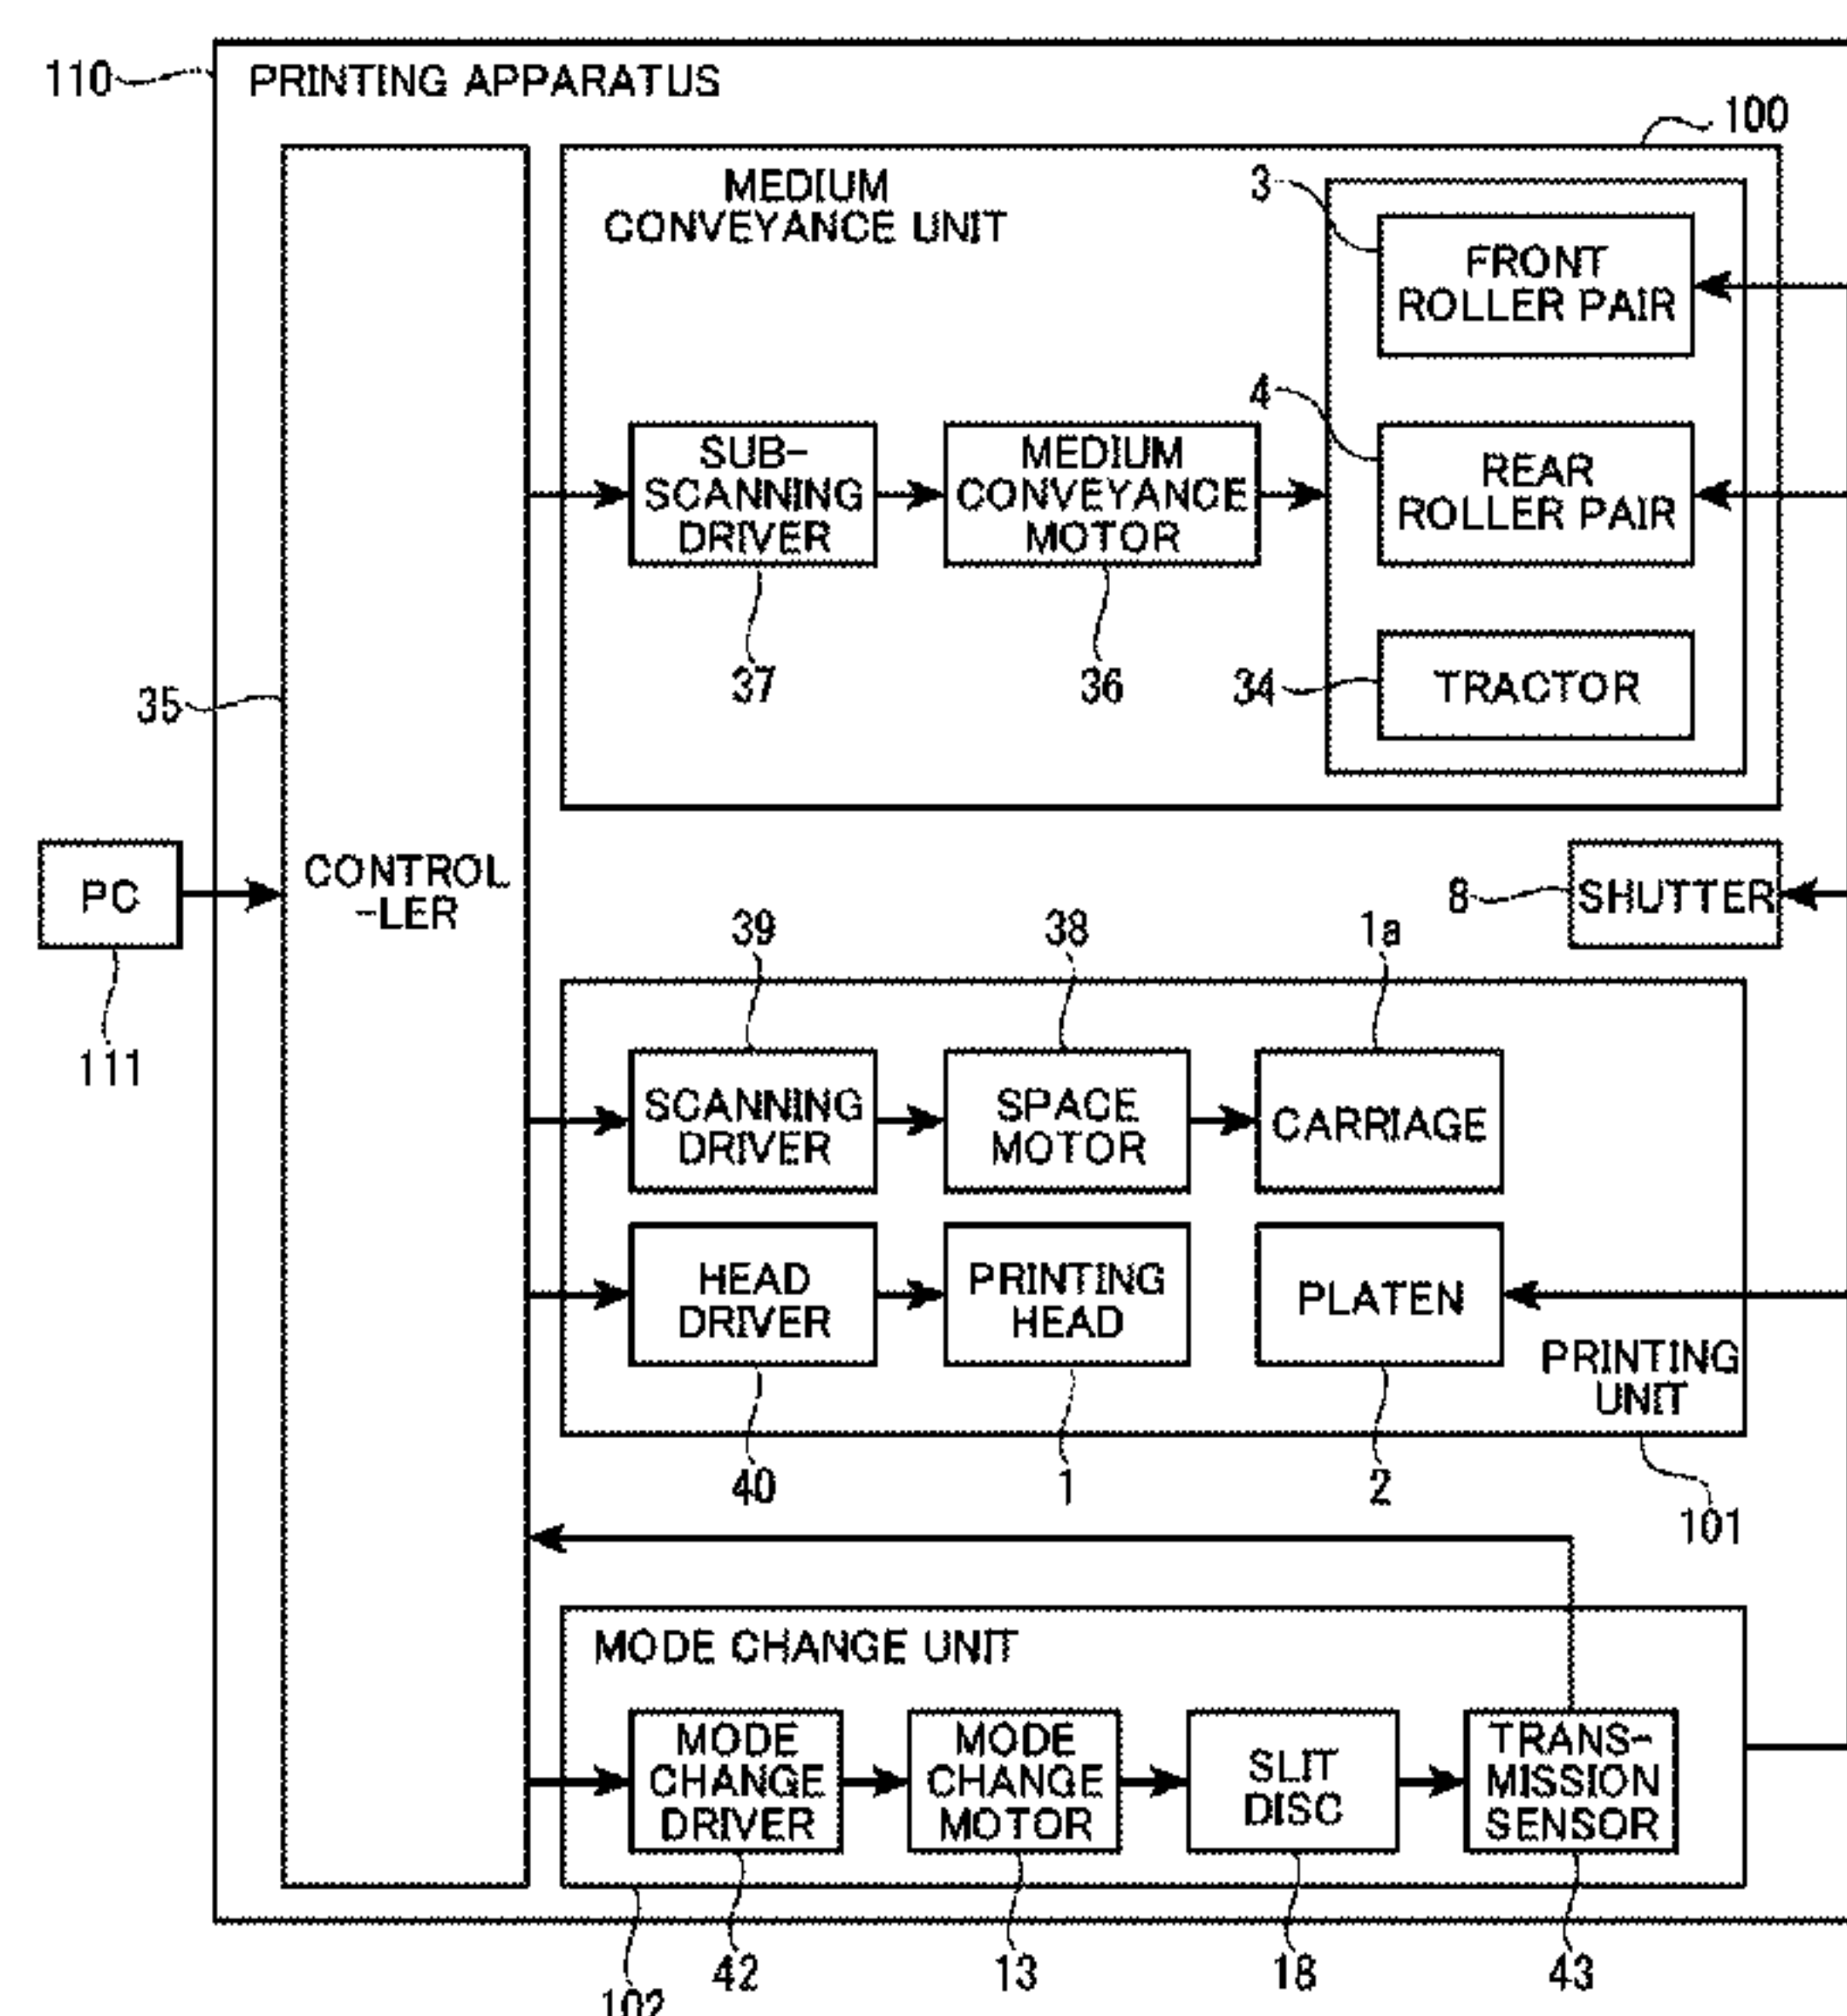 110
PRINTING APPARATUS
100
MEDIUM
CONVEYANCE UNIT
3
FRONT
ROLLER PAIR
4
SUB-
SCANNING
DRIVER
MEDIUM
CONVEYANCE
MOTOR
REAR
ROLLER PAIR
37
36
34
TRACTOR
35
PC
CONTROL
-LER
8
SHUTTER
111
39
38
1a
SCANNING
DRIVER
SPACE
MOTOR
CARRIAGE
HEAD
DRIVER
PRINTING
HEAD
PLATEN
PRINTING
UNIT
40
1
2
101
MODE CHANGE UNIT
MODE
CHANGE
DRIVER
MODE
CHANGE
MOTOR
SLIT
DISC
TRANS-
MISSION
SENSOR
42
13
18
43
102